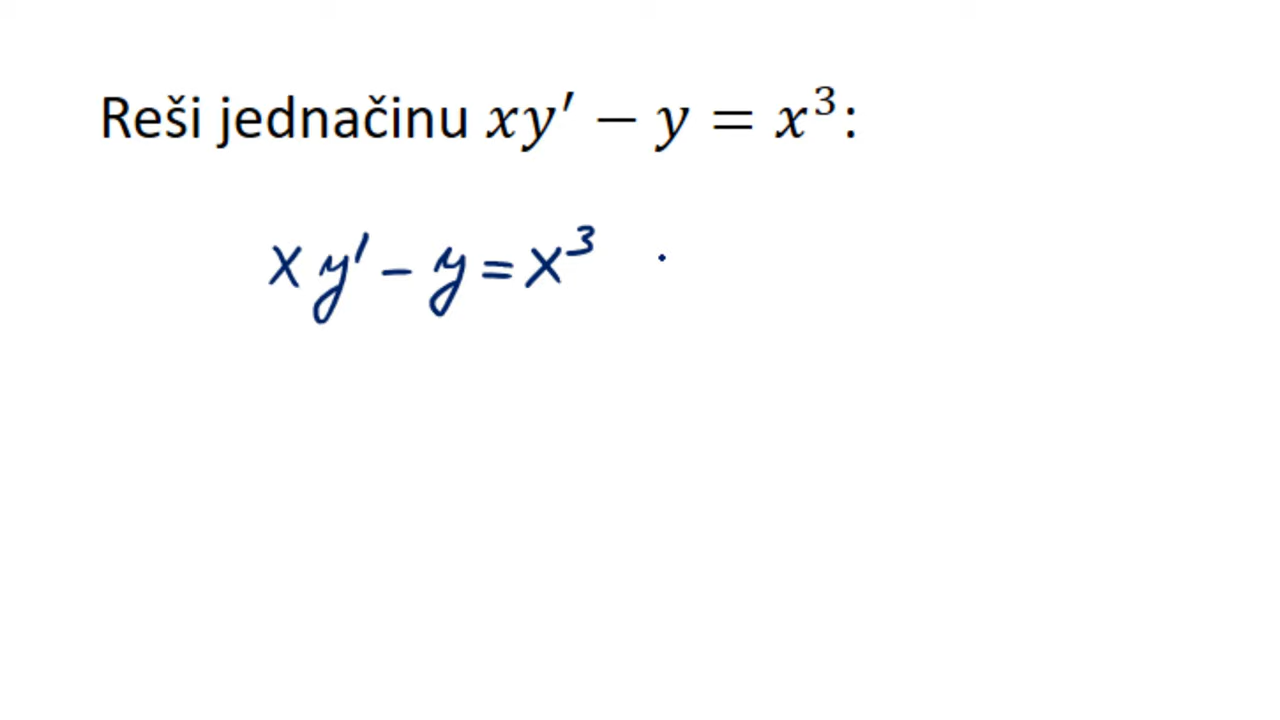 Reši jednačinu xy′ − y = x³:
xy′ − y = x³